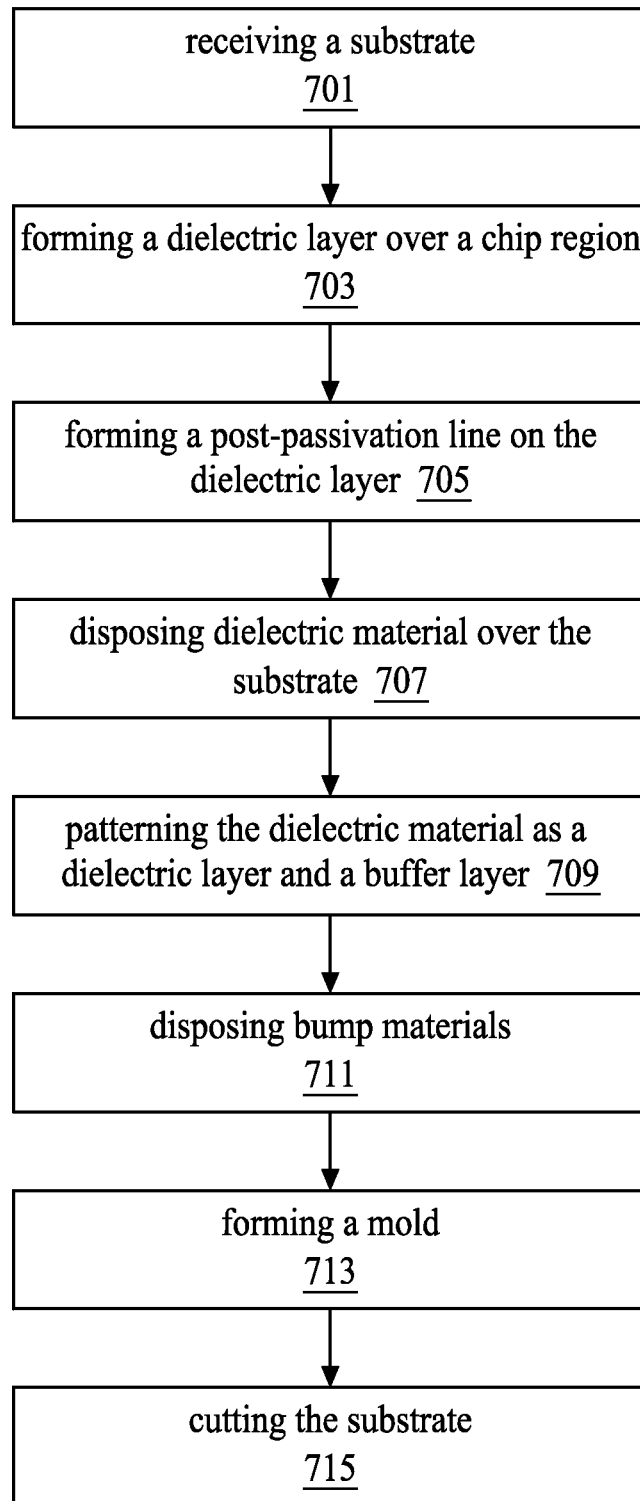 receiving a substrate
701
forming a dielectric layer over a chip region
703
forming a post-passivation line on the
dielectric layer 705
disposing dielectric material over the
substrate 707
patterning the dielectric material as a
dielectric layer and a buffer layer 709
disposing bump materials
711
forming a mold
713
cutting the substrate
715